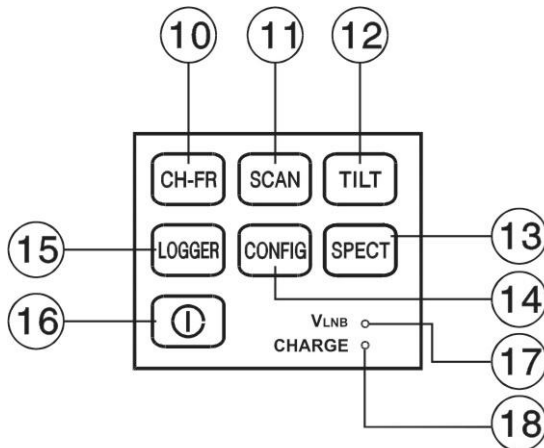 10 11 12
CH-FR SCAN TILT
13
15 LOGGER CONFIG SPECT
14
16
VLNB
17
CHARGE
18